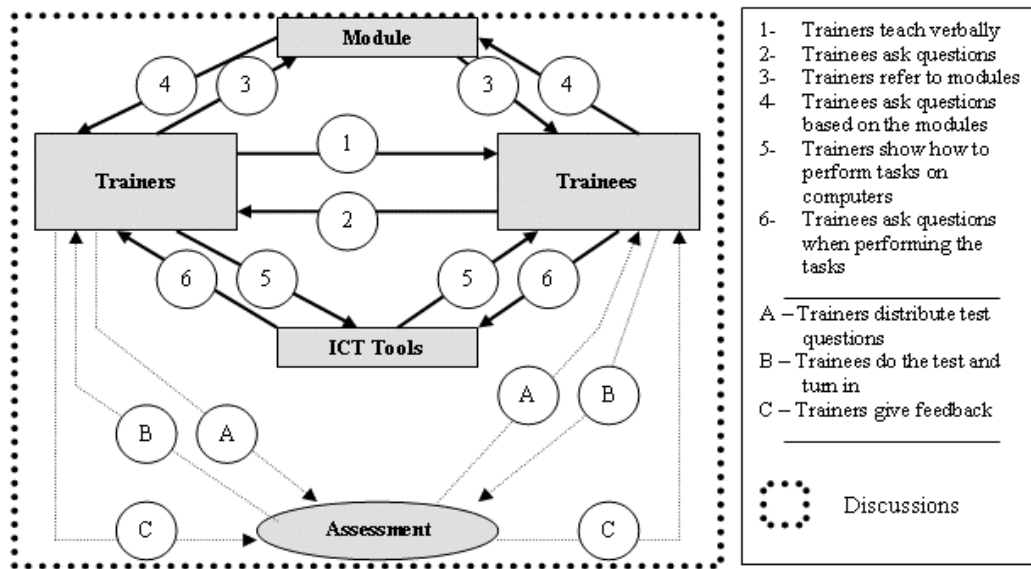 Module
4
3
3
4
1
Trainers
Trainees
2
6
5
5
6
ICT Tools
A
B
B
A
C
Assessment
C
1- Trainers teach verbally
2- Trainees ask questions
3- Trainers refer to modules
4- Trainees ask questions
based on the modules
5- Trainers show how to
perform tasks on
computers
6- Trainees ask questions
when performing the
tasks
A – Trainers distribute test
questions
B – Trainees do the test and
turn in
C – Trainers give feedback
Discussions